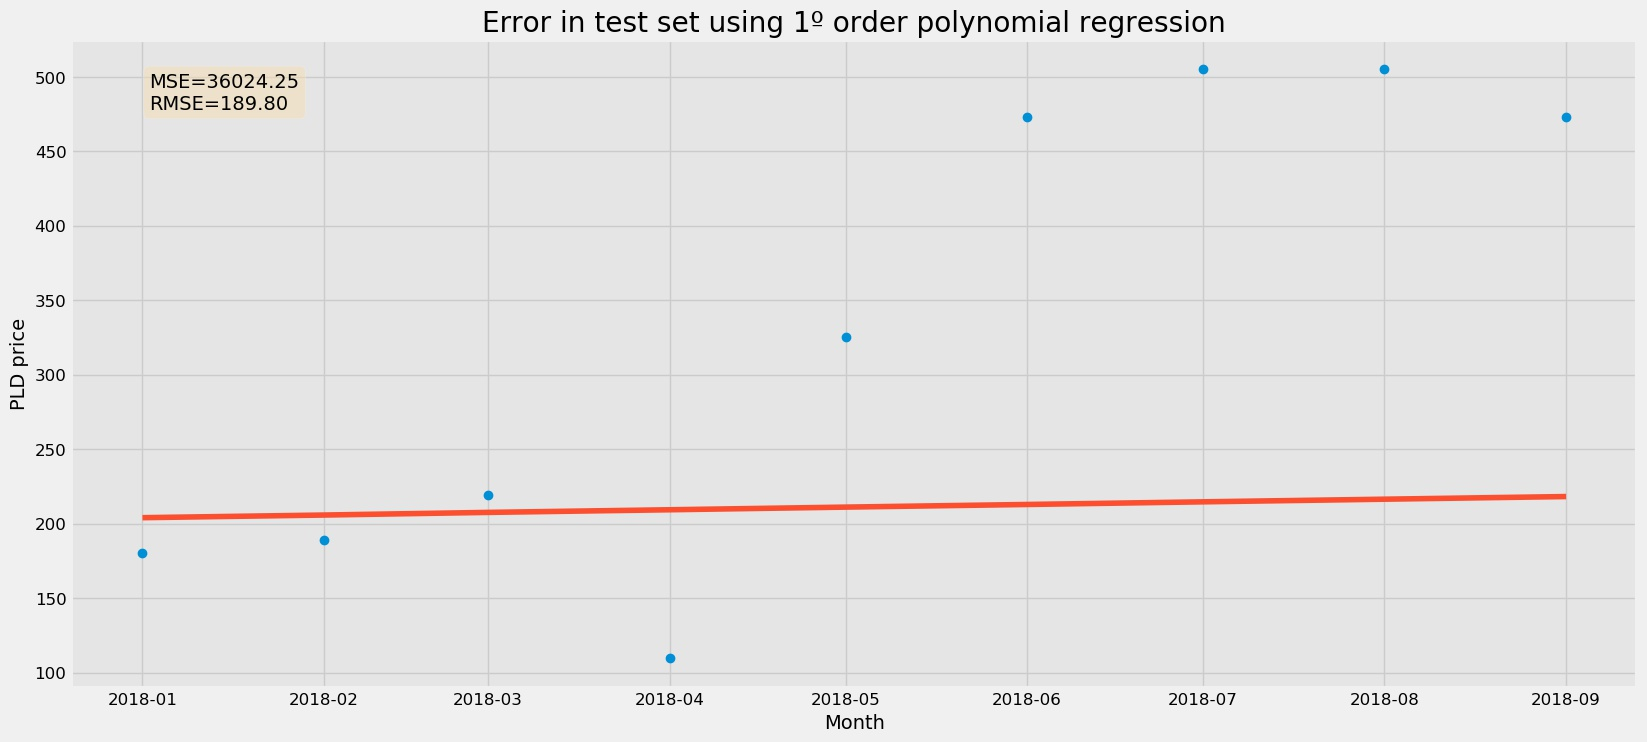 Error in test set using 1º order polynomial regression
MSE=36024.25
RMSE=189.80
500
450
400
350
300
250
200
150
100
PLD price
2018-01 2018-02 2018-03 2018-04 2018-05 2018-06 2018-07 2018-08 2018-09
Month